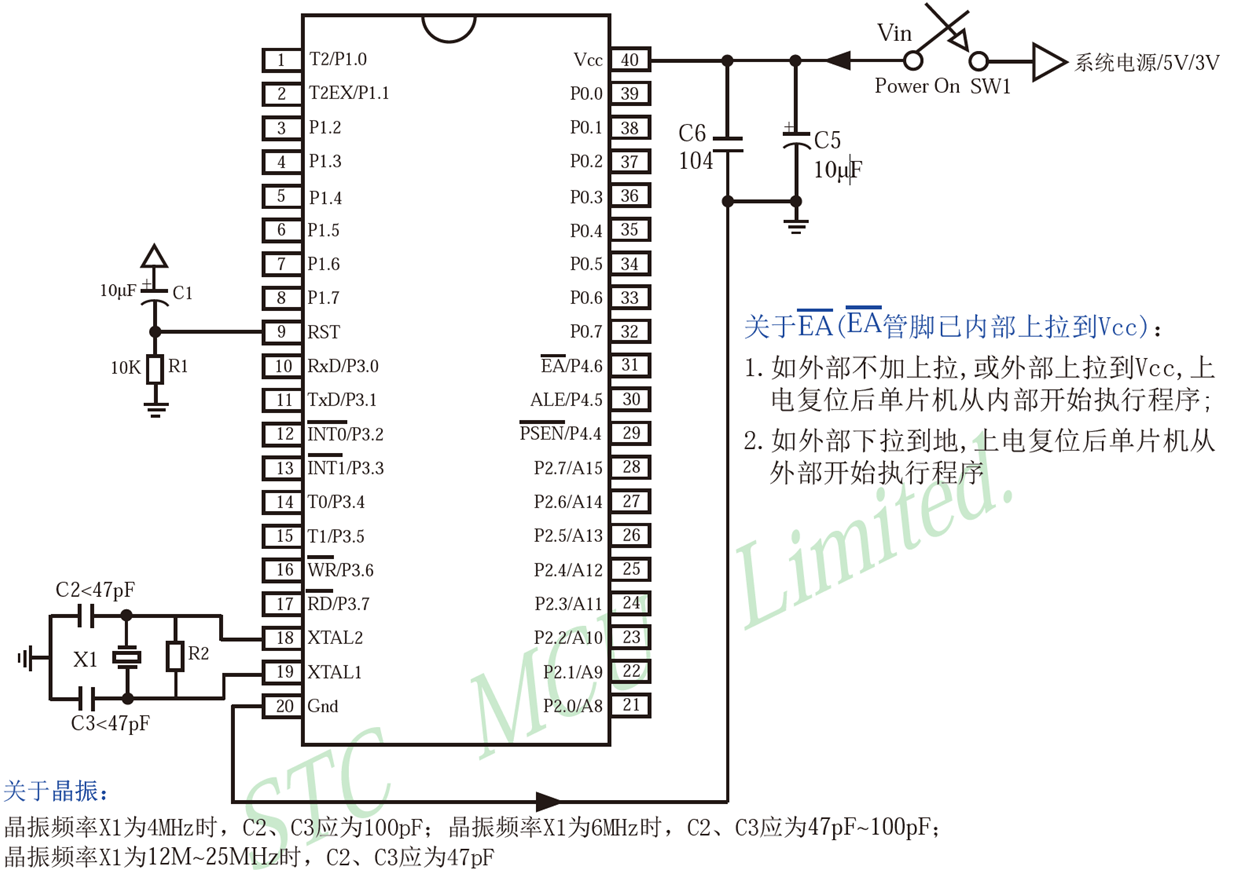 Vin
Power On SW1
系统电源/5V/3V
1 T2/P1.0
2 T2EX/P1.1
3 P1.2
4 P1.3
5 P1.4
6 P1.5
7 P1.6
8 P1.7
9 RST
10 RxD/P3.0
11 TxD/P3.1
12 INT0/P3.2
13 INT1/P3.3
14 T0/P3.4
15 T1/P3.5
16 WR/P3.6
17 RD/P3.7
18 XTAL2
19 XTAL1
20 Gnd
Vcc 40
P0.0 39
P0.1 38
P0.2 37
P0.3 36
P0.4 35
P0.5 34
P0.6 33
P0.7 32
EA/P4.6 31
ALE/P4.5 30
PSEN/P4.4 29
P2.7/A15 28
P2.6/A14 27
P2.5/A13 26
P2.4/A12 25
P2.3/A11 24
P2.2/A10 23
P2.1/A9 22
P2.0/A8 21
C6
104
+
C5
10μF
10μF + C1
10K R1
C2<47pF
X1
R2
C3<47pF
关于EA(EA管脚已内部上拉到Vcc)：
1. 如外部不加上拉,或外部上拉到Vcc,上
电复位后单片机从内部开始执行程序;
2. 如外部下拉到地,上电复位后单片机从
外部开始执行程序
STC MCU Limited.
关于晶振：
晶振频率X1为4MHz时，C2、C3应为100pF；晶振频率X1为6MHz时，C2、C3应为47pF~100pF；
晶振频率X1为12M~25MHz时，C2、C3应为47pF